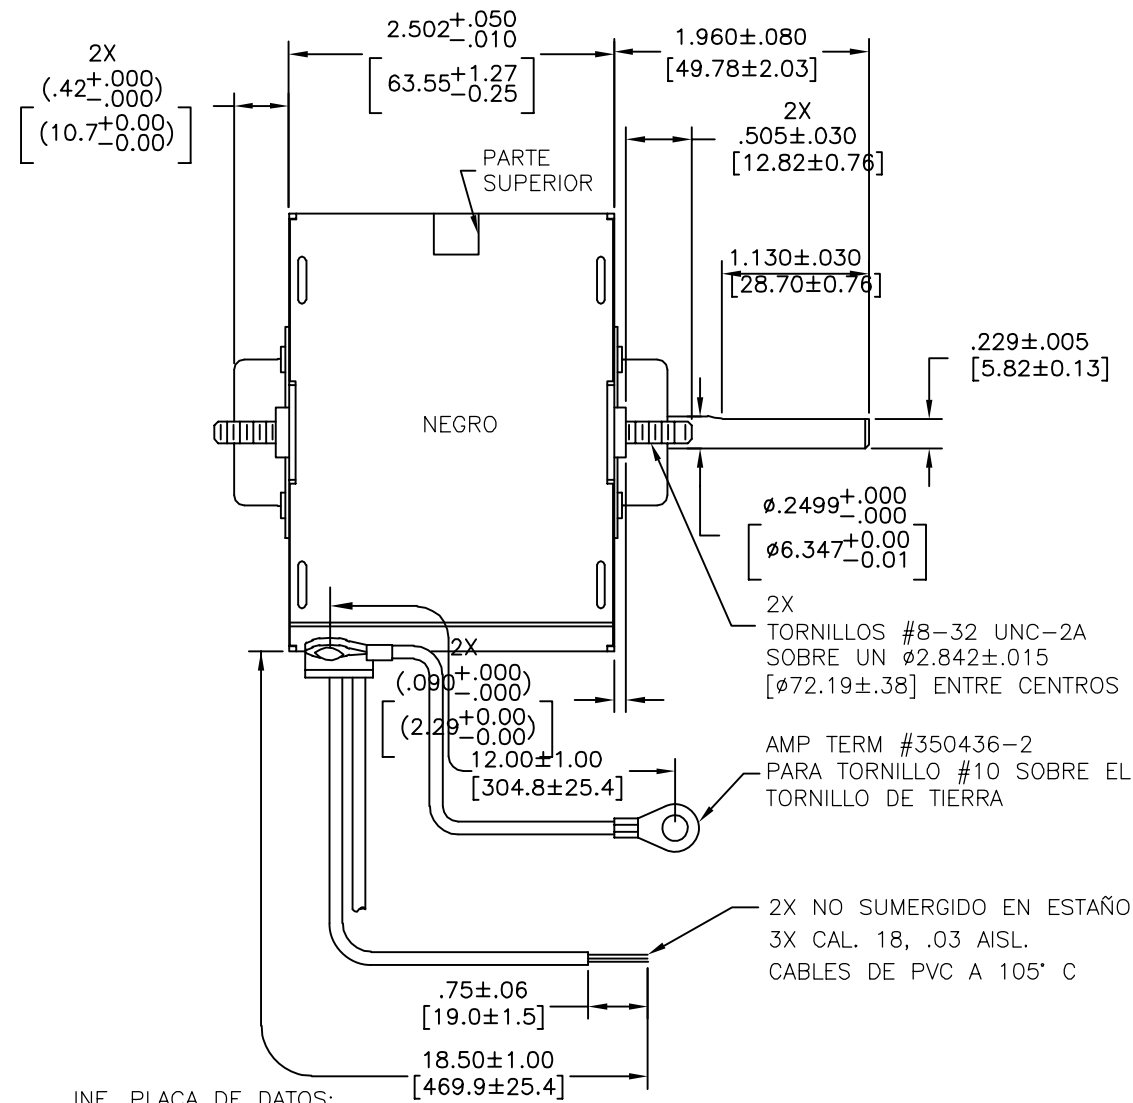 2X
(.42+.000
-.000)
[(10.7+0.00
-0.00)]
2.502+.050
-.010
[63.55+1.27
-0.25]
1.960±.080
[49.78±2.03]
2X
.505±.030
[12.82±0.76]
PARTE
SUPERIOR
1.130±.030
[28.70±0.76]
.229±.005
[5.82±0.13]
NEGRO
ø.2499+.000
-.000
[ø6.347+0.00
-0.01]
2X
TORNILLOS #8-32 UNC-2A
SOBRE UN ø2.842±.015
[ø72.19±.38] ENTRE CENTROS
2X
(.090+.000
-.000)
[(2.29+0.00
-0.00)]
12.00±1.00
[304.8±25.4]
AMP TERM #350436-2
PARA TORNILLO #10 SOBRE EL
TORNILLO DE TIERRA
2X NO SUMERGIDO EN ESTAÑO
3X CAL. 18, .03 AISL.
CABLES DE PVC A 105° C
.75±.06
[19.0±1.5]
18.50±1.00
[469.9±25.4]
INF. PLACA DE DATOS: